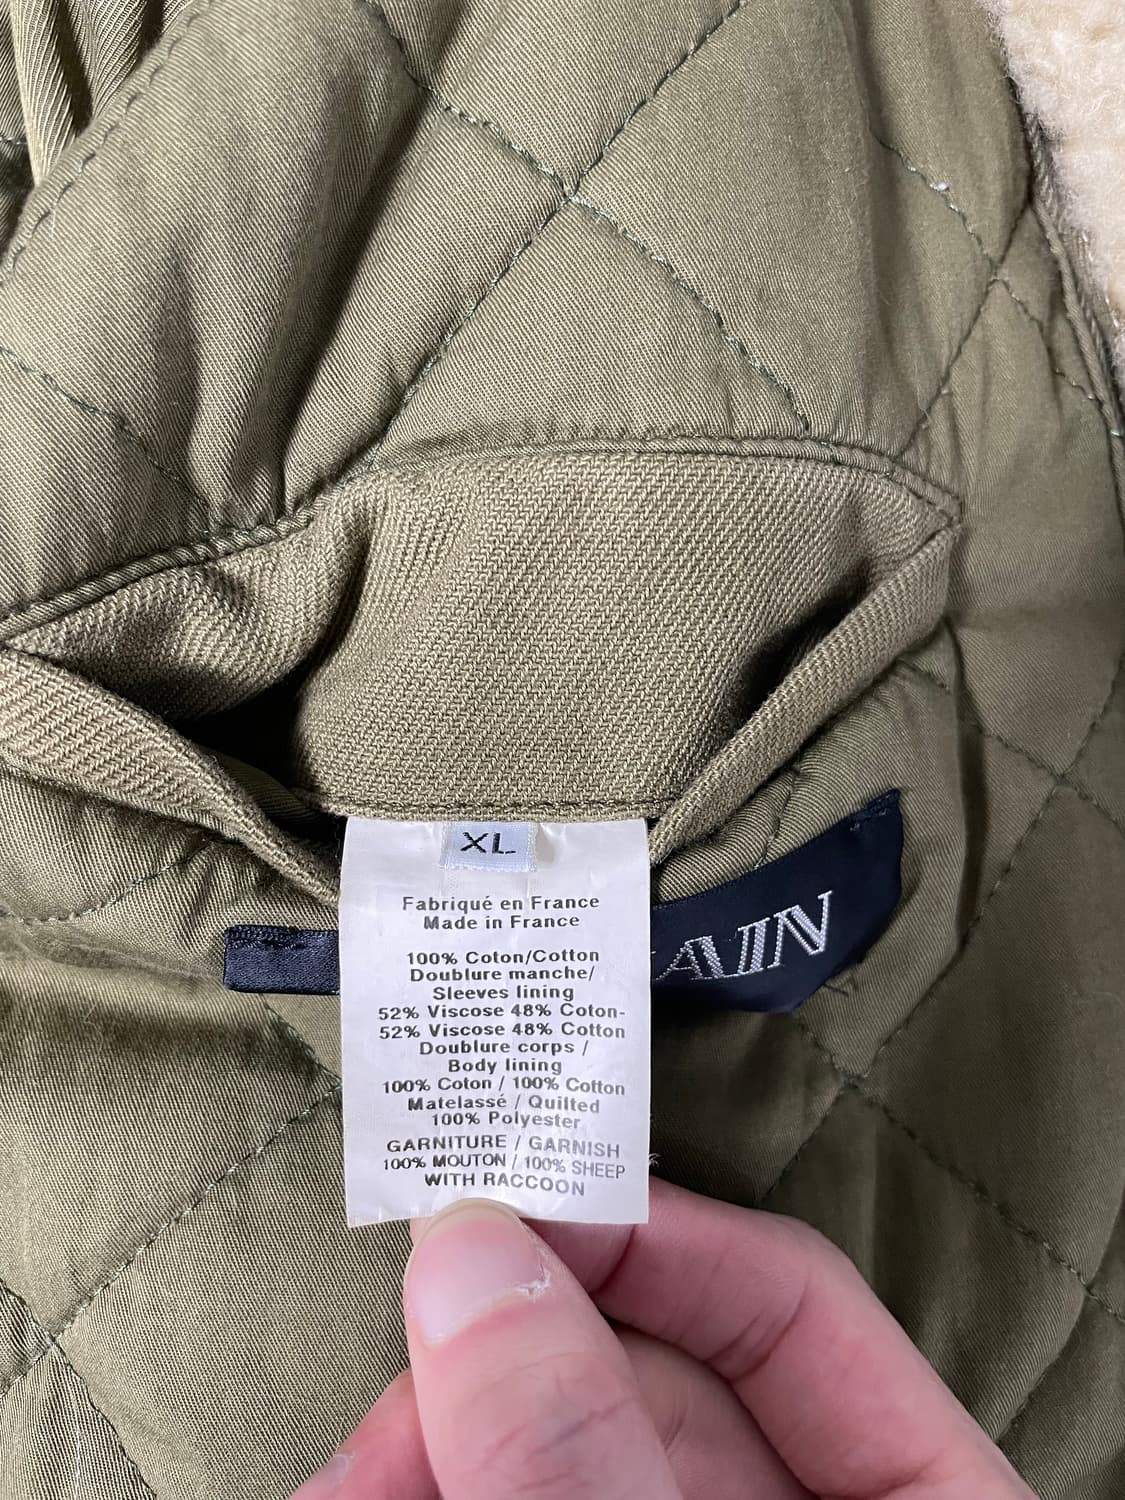 XL
Fabriqué en France
Made in France
100% Coton/Cotton
Doublure manche/
Sleeves lining
52% Viscose 48% Coton-
52% Viscose 48% Cotton
Doublure corps /
Body lining
100% Coton / 100% Cotton
Matelassé / Quilted
100% Polyester
GARNITURE / GARNISH
100% MOUTON / 100% SHEEP
WITH RACCOON